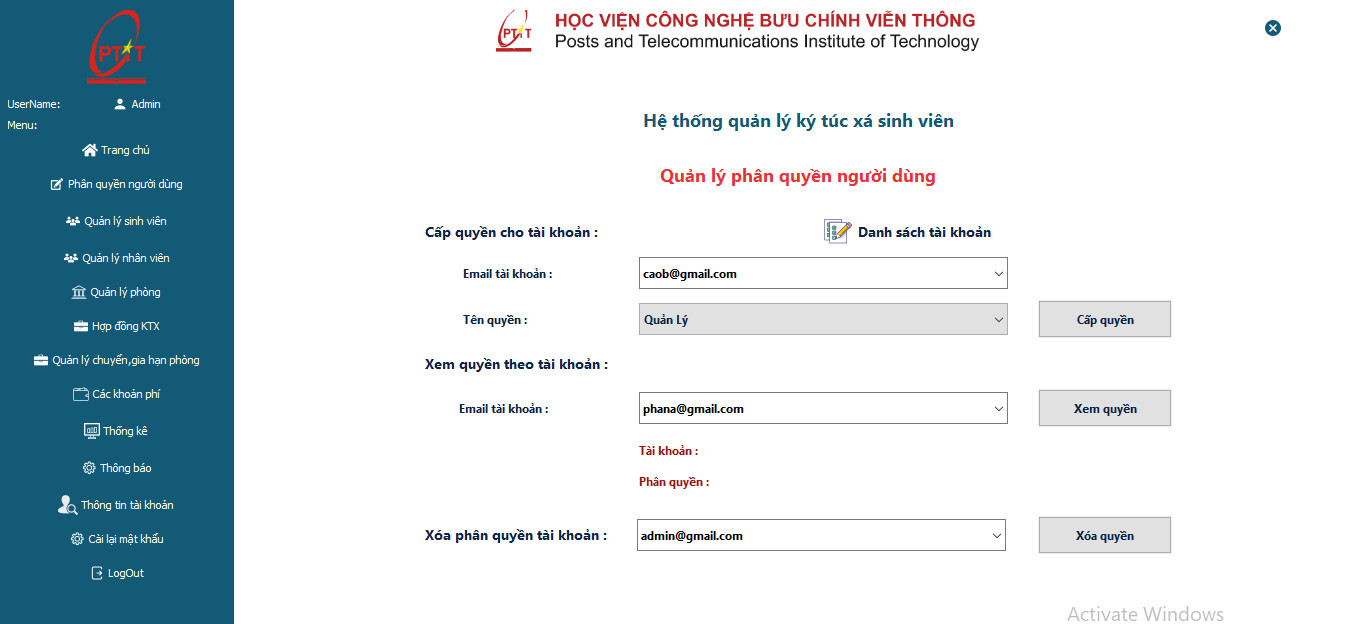 PTIT
UserName: Admin
Menu:
Trang chủ
Phân quyền người dùng
Quản lý sinh viên
Quản lý nhân viên
Quản lý phòng
Hợp đồng KTX
Quản lý chuyển,gia hạn phòng
Các khoản phí
Thống kê
Thông báo
Thông tin tài khoản
Cài lại mật khẩu
LogOut
PTIT
HỌC VIỆN CÔNG NGHỆ BƯU CHÍNH VIỄN THÔNG
Posts and Telecommunications Institute of Technology
Hệ thống quản lý ký túc xá sinh viên
Quản lý phân quyền người dùng
Cấp quyền cho tài khoản :
Danh sách tài khoản
Email tài khoản :
caob@gmail.com
Tên quyền :
Quản Lý
Cấp quyền
Xem quyền theo tài khoản :
Email tài khoản :
phana@gmail.com
Xem quyền
Tài khoản :
Phân quyền :
Xóa phân quyền tài khoản :
admin@gmail.com
Xóa quyền
Activate Windows